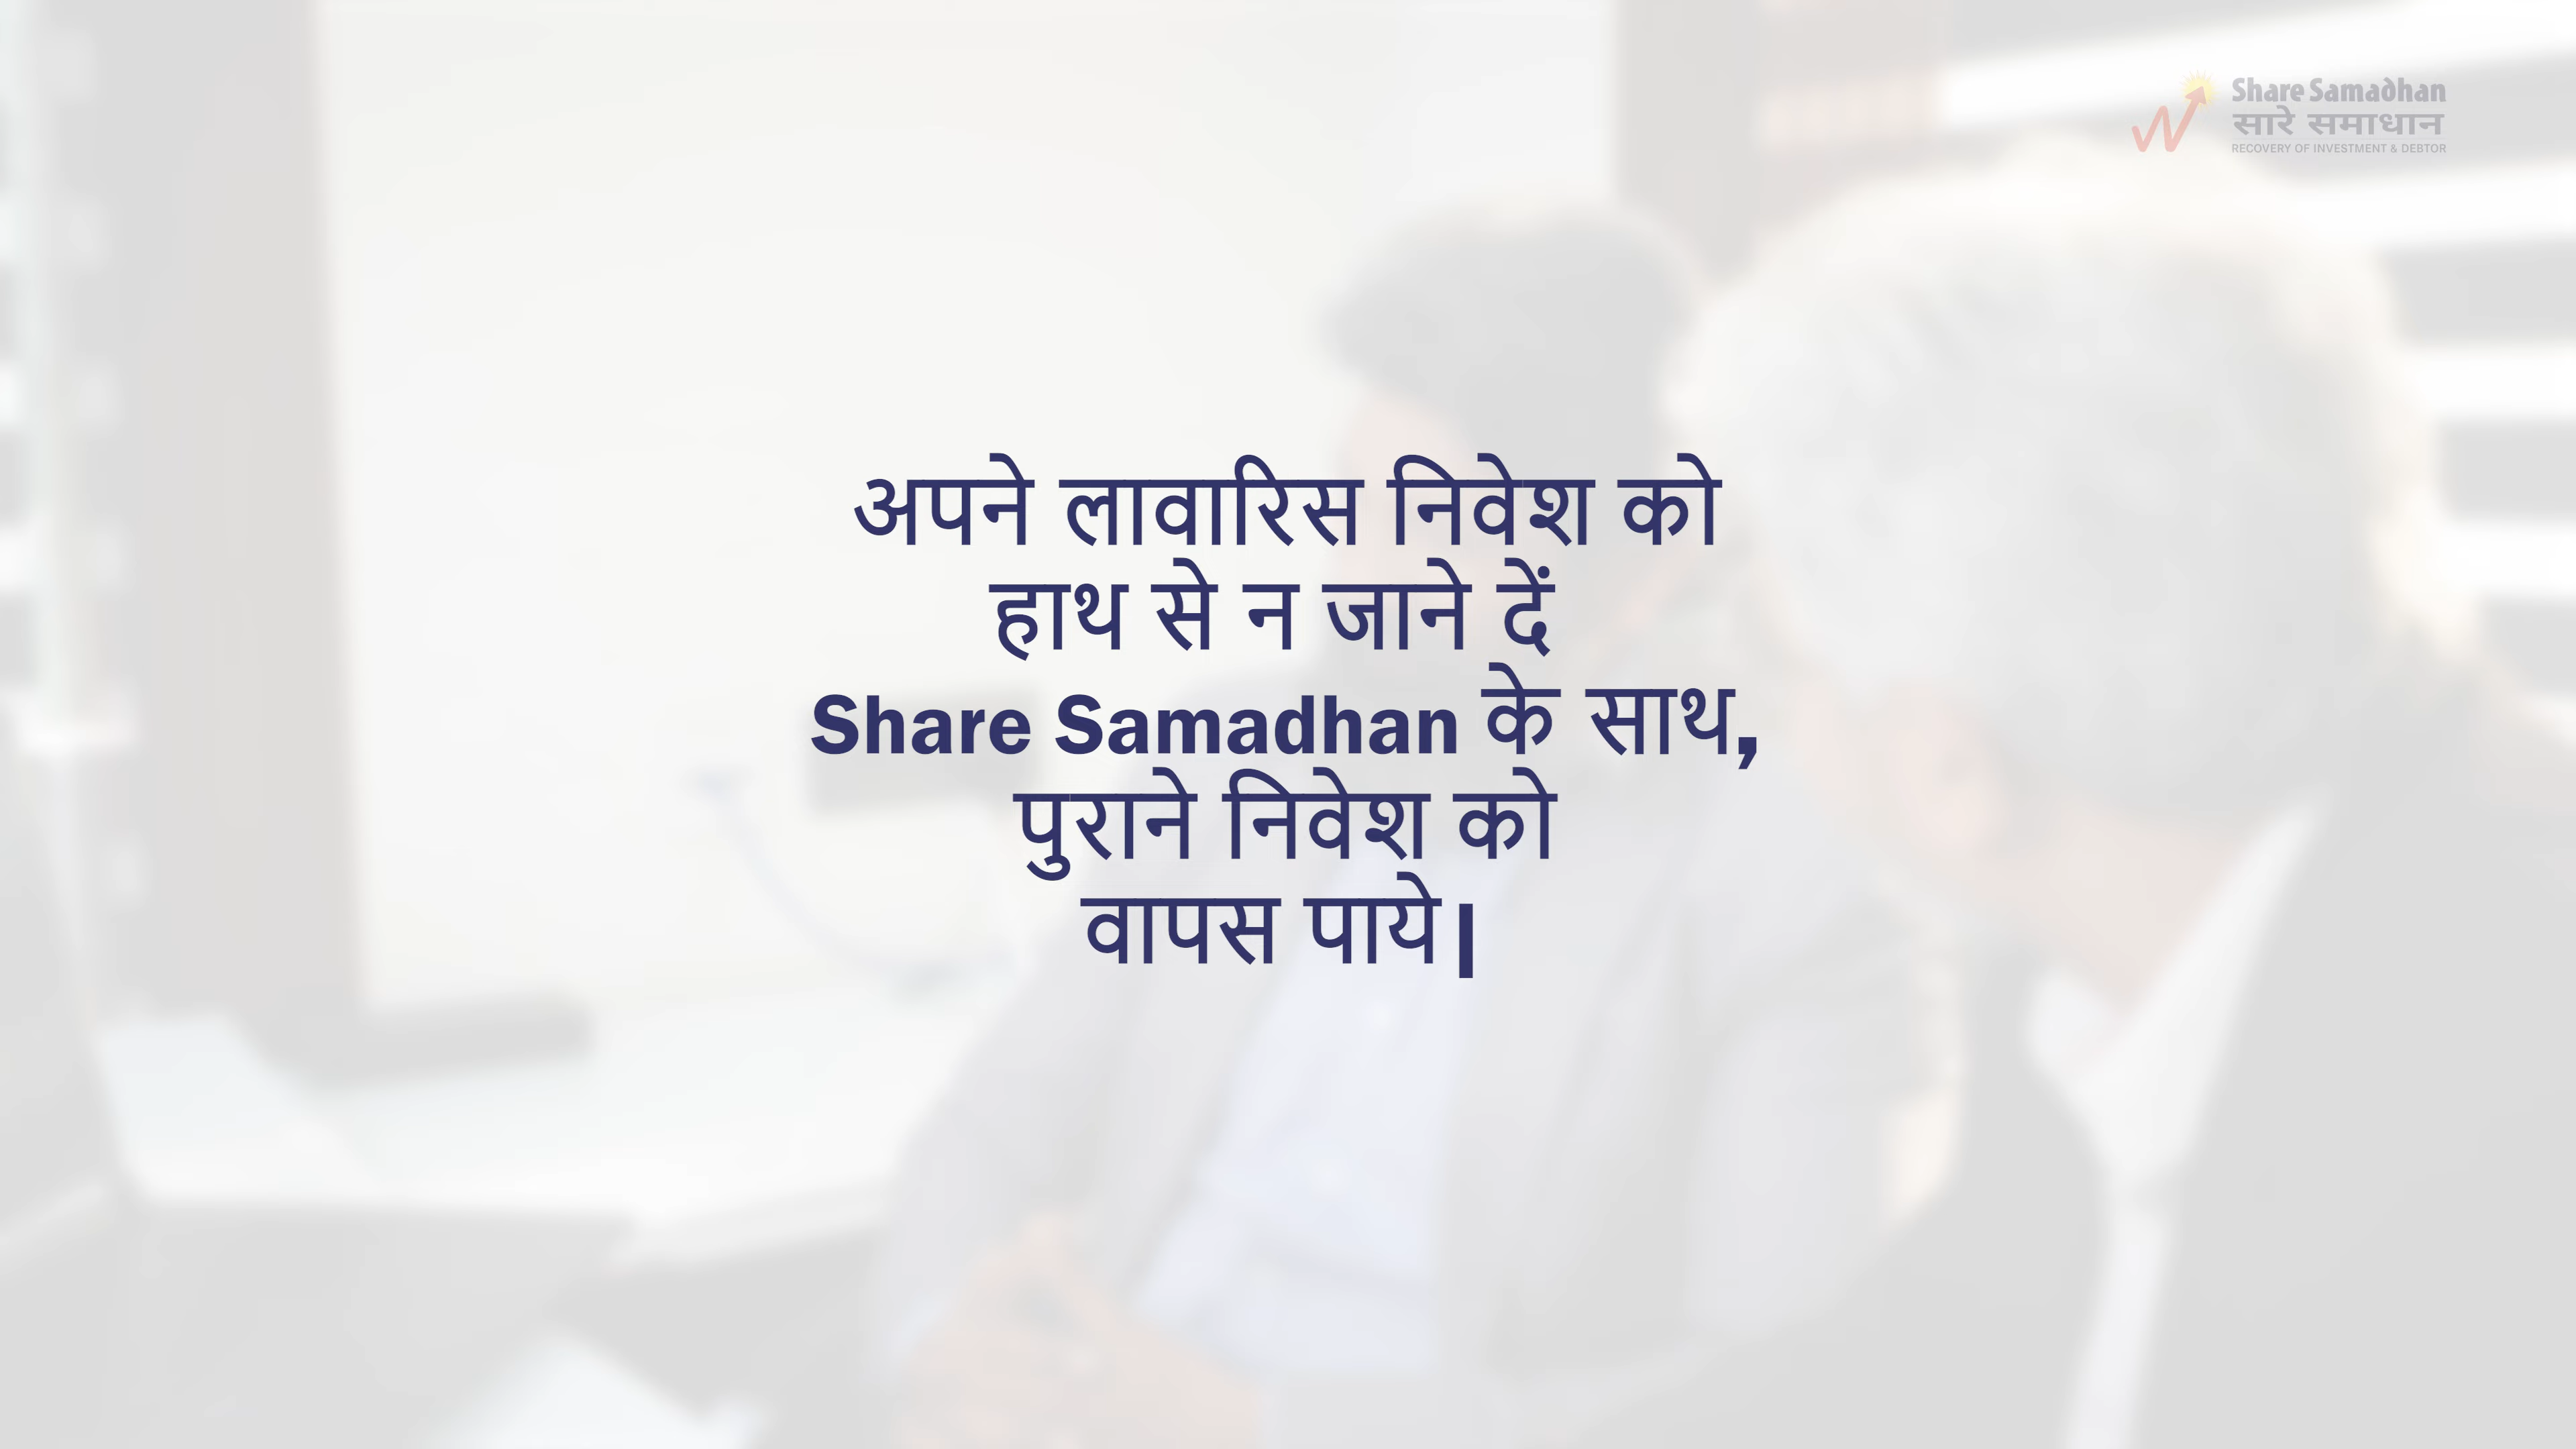 Share Samadhan
सारे समाधान
RECOVERY OF INVESTMENT & DEBTOR
अपने लावारिस निवेश को
हाथ से न जाने दें
Share Samadhan के साथ,
पुराने निवेश को
वापस पाये|